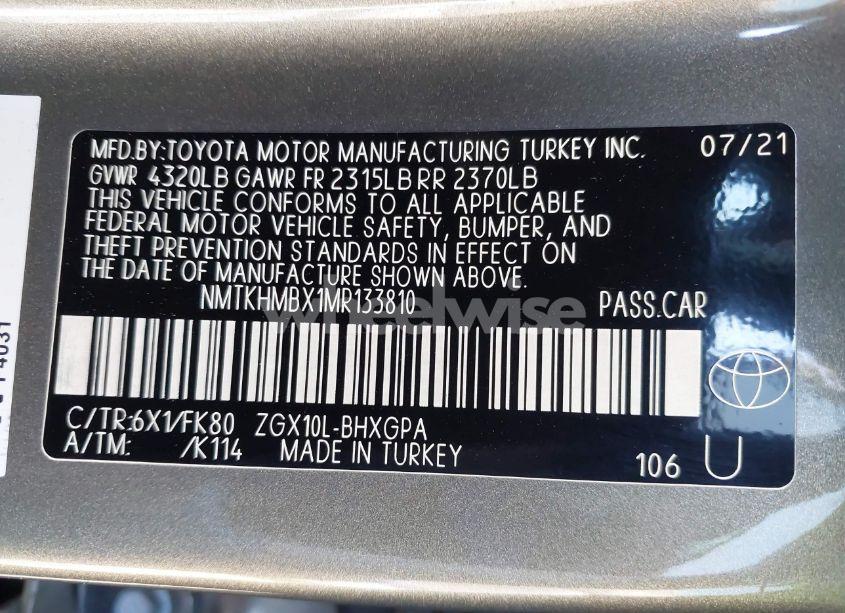 MFD.BY:TOYOTA MOTOR MANUFACTURING TURKEY INC. 07/21
GVWR 4320LB GAWR FR 2315LB RR 2370LB
THIS VEHICLE CONFORMS TO ALL APPLICABLE
FEDERAL MOTOR VEHICLE SAFETY, BUMPER, AND
THEFT PREVENTION STANDARDS IN EFFECT ON
THE DATE OF MANUFACTURE SHOWN ABOVE.
NMTKHMBX1MR133810 PASS.CAR
wheelwise
C/TR:6X1/FK80 ZGX10L-BHXGPA
A/TM: /K114 MADE IN TURKEY
106 U